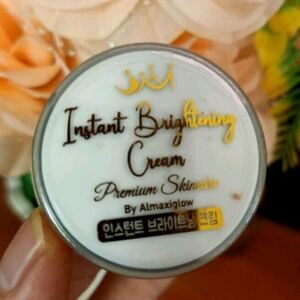 Instant Brightening
Cream
Premium Skincare
By Almaxiglow
인스턴트 브라이트닝 크림